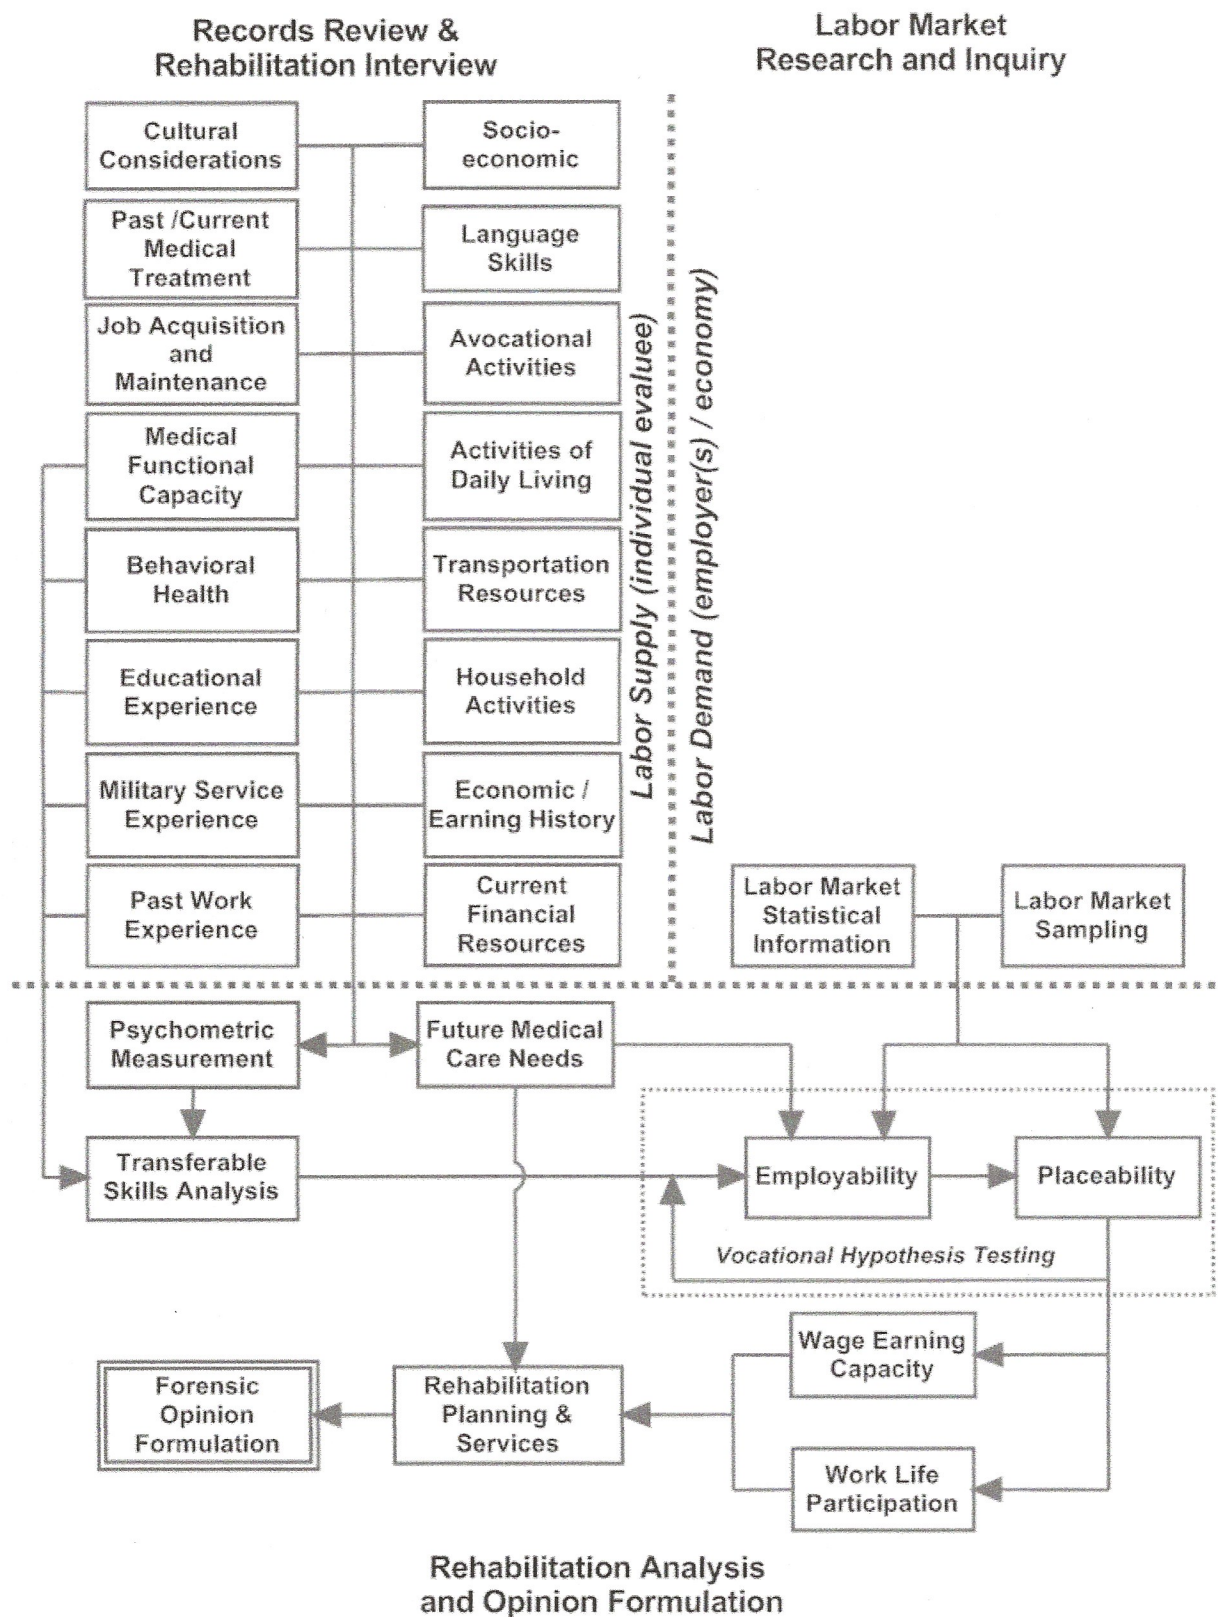 Records Review &
Rehabilitation Interview
Labor Market
Research and Inquiry
Cultural
Considerations
Socio-
economic
Past /Current
Medical
Treatment
Language
Skills
Job Acquisition
and
Maintenance
Avocational
Activities
Medical
Functional
Capacity
Activities of
Daily Living
Behavioral
Health
Transportation
Resources
Educational
Experience
Household
Activities
Military Service
Experience
Economic /
Earning History
Past Work
Experience
Current
Financial
Resources
Labor Supply (individual evaluee)
Labor Demand (employer(s) / economy)
Labor Market
Statistical
Information
Labor Market
Sampling
Psychometric
Measurement
Future Medical
Care Needs
Transferable
Skills Analysis
Employability
Placeability
Vocational Hypothesis Testing
Wage Earning
Capacity
Forensic
Opinion
Formulation
Rehabilitation
Planning &
Services
Work Life
Participation
Rehabilitation Analysis
and Opinion Formulation